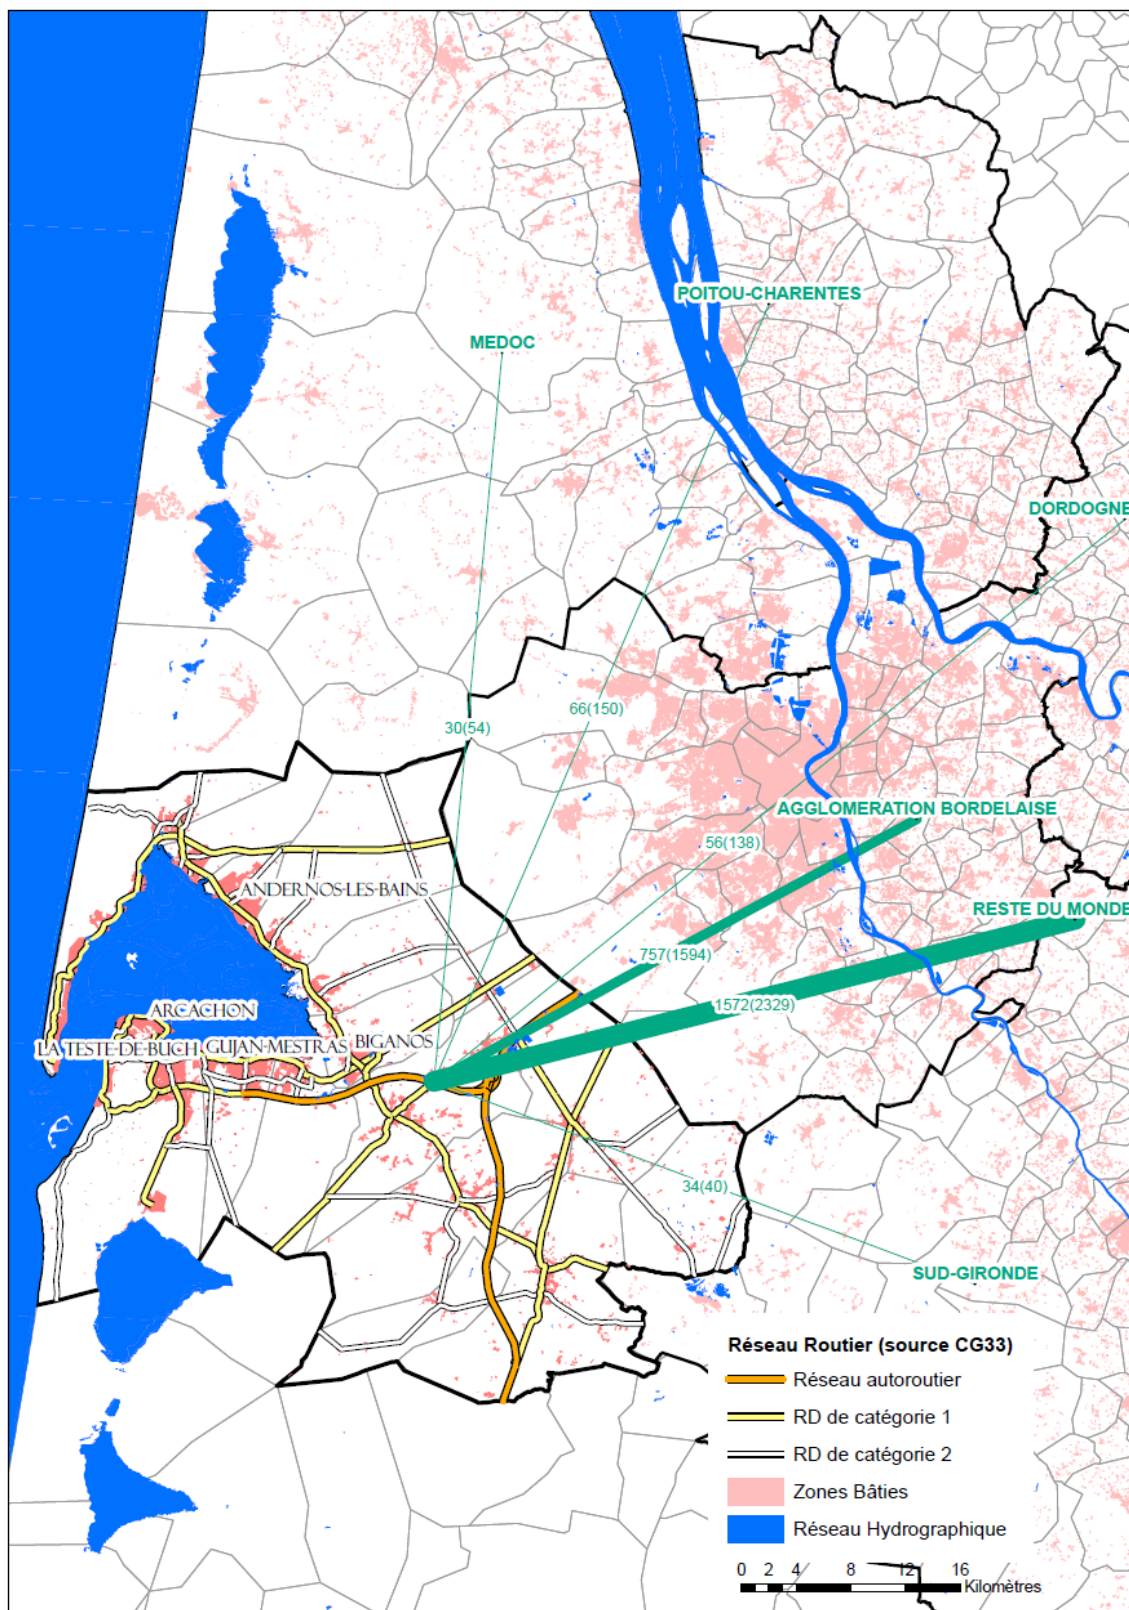 POITOU-CHARENTES
MEDOC
DORDOGNE
66(150)
30(54)
AGGLOMERATION BORDELAISE
56(138)
ANDERNOS-LES-BAINS
RESTE DU MONDE
757(1594)
1572(2329)
ARCACHON
LA TESTE-DE-BUCH
GUJAN-MESTRAS
BIGANOS
34(40)
SUD-GIRONDE
Réseau Routier (source CG33)
Réseau autoroutier
RD de catégorie 1
RD de catégorie 2
Zones Bâties
Réseau Hydrographique
0 2 4 8 12 16
Kilomètres